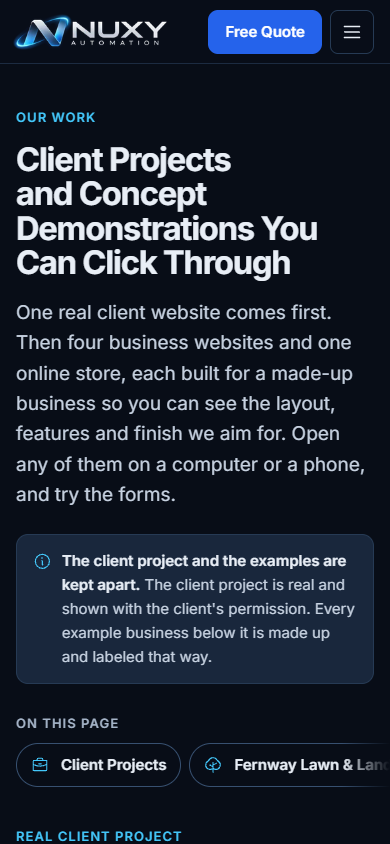 NUXY
AUTOMATION
Free Quote
OUR WORK
Client Projects
and Concept
Demonstrations You
Can Click Through
One real client website comes first.
Then four business websites and one
online store, each built for a made-up
business so you can see the layout,
features and finish we aim for. Open
any of them on a computer or a phone,
and try the forms.
The client project and the examples are
kept apart. The client project is real and
shown with the client's permission. Every
example business below it is made up
and labeled that way.
ON THIS PAGE
Client Projects
Fernway Lawn &
REAL CLIENT PROJECT